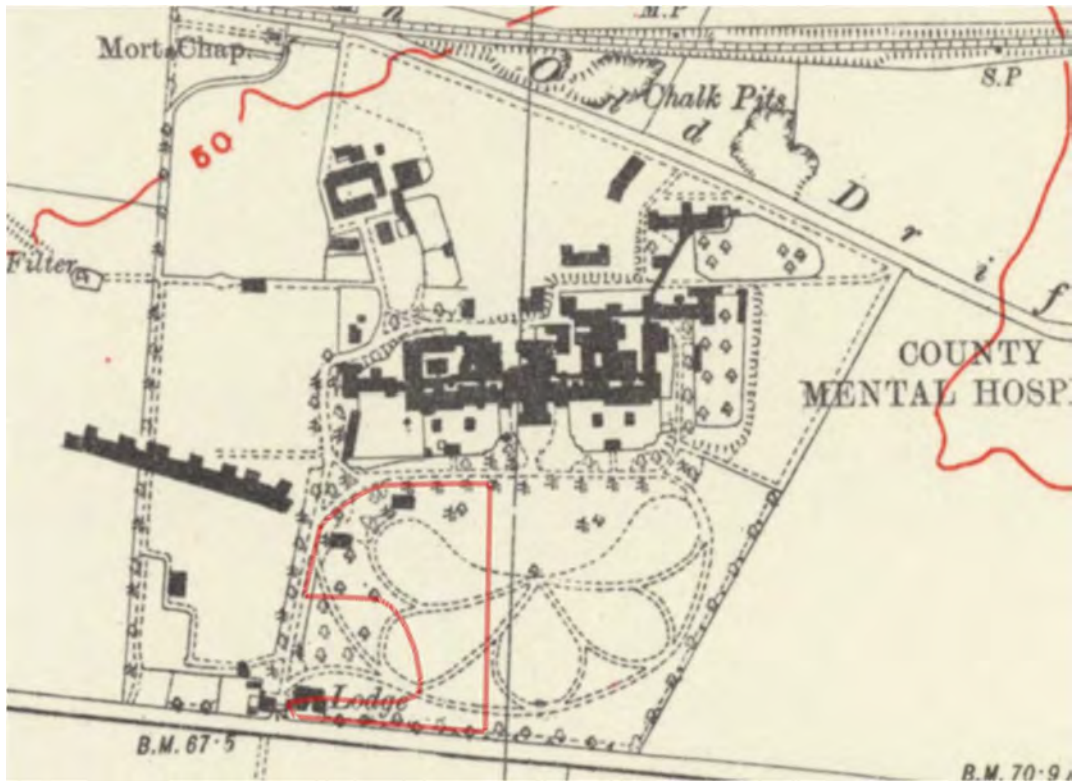 M.P
Mort. Chap.
S.P
O l d D r i f
Chalk Pits
50
Filter
COUNTY
MENTAL HOSP
Lodge
B.M. 67·5
B.M. 70·9